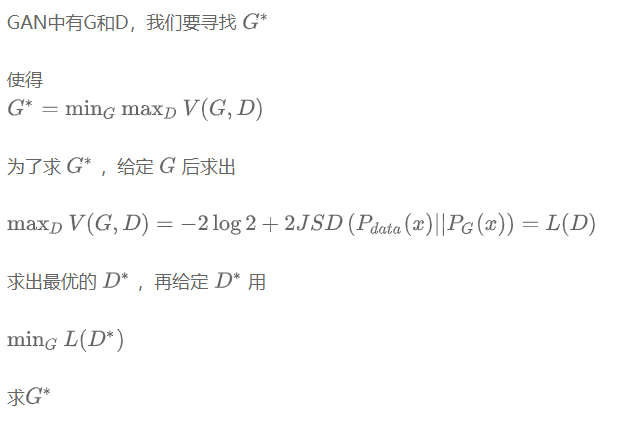 GAN中有G和D，我们要寻找 $G^*$
使得
$G^* = \min_G \max_D V(G, D)$
为了求 $G^*$ ，给定 $G$ 后求出
$\max_D V(G, D) = -2\log 2 + 2JSD\left(P_{data}(x)||P_G(x)\right) = L(D)$
求出最优的 $D^*$ ，再给定 $D^*$ 用
$\min_G L(D^*)$
求$G^*$